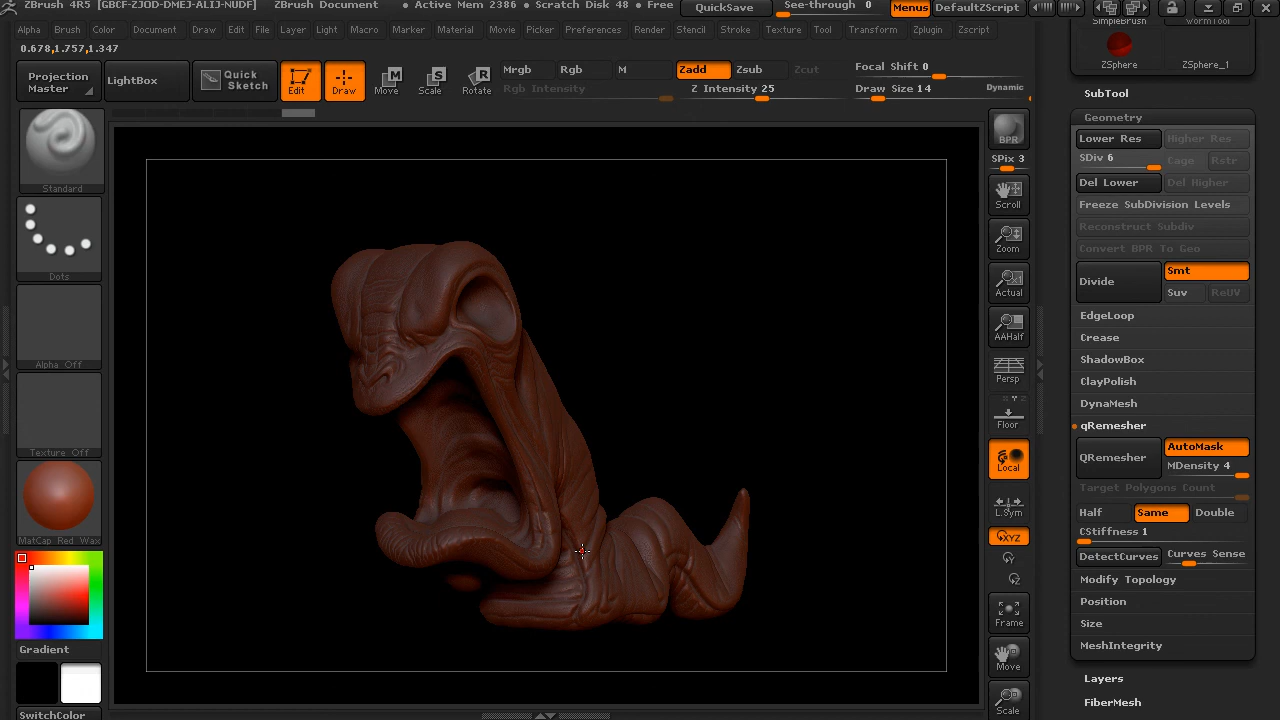 ZBrush 4R5 [GBCF-ZJOD-DMEJ-ALIJ-NUDF] ZBrush Document • Active Mem 2386 • Scratch Disk 48 • Free QuickSave See-through 0 Menus DefaultZScript
Alpha Brush Color Document Draw Edit File Layer Light Macro Marker Material Movie Picker Preferences Render Stencil Stroke Texture Tool Transform Zplugin Zscript
0.678,1.757,1.347
Projection Master
LightBox
Quick Sketch
Edit
Draw
Move
Scale
Rotate
Mrgb Rgb M Zadd Zsub Zcut
Rgb Intensity Z Intensity 25
Focal Shift 0
Draw Size 14 Dynamic
Standard
Dots
Alpha Off
Texture Off
MatCap Red Wax
Gradient
SwitchColor
BPR
SPix 3
Scroll
Zoom
Actual
AAHalf
Persp
Floor
Local
L.Sym
XYZ
Y
Z
Frame
Move
Scale
SimpleBrush
WormTool
ZSphere ZSphere_1
SubTool
Geometry
Lower Res Higher Res
SDiv 6 Cage Rstr
Del Lower Del Higher
Freeze SubDivision Levels
Reconstruct Subdiv
Convert BPR To Geo
Divide Smt
Suv ReUV
EdgeLoop
Crease
ShadowBox
ClayPolish
DynaMesh
qRemesher
QRemesher AutoMask
MDensity 4
Target Polygons Count
Half Same Double
CStiffness 1
DetectCurves Curves Sense
Modify Topology
Position
Size
MeshIntegrity
Layers
FiberMesh